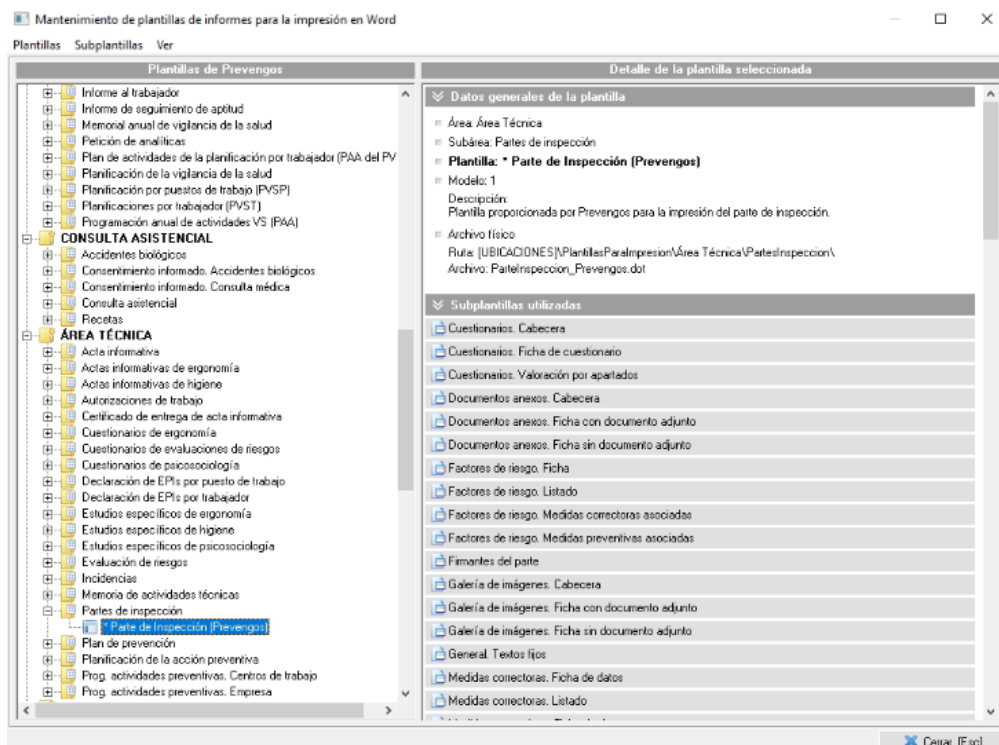 Mantenimiento de plantillas de informes para la impresión en Word
Plantillas Subplantillas Ver
Plantillas de Prevengos
Informe al trabajador
Informe de seguimiento de aptitud
Memorial anual de vigilancia de la salud
Petición de analíticas
Plan de actividades de la planificación por trabajador (PAA del PV
Planificación de la vigilancia de la salud
Planificación por puestos de trabajo (PVSP)
Planificaciones por trabajador (PVST)
Programación anual de actividades VS (PAA)
CONSULTA ASISTENCIAL
Accidentes biológicos
Consentimiento informado. Accidentes biológicos
Consentimiento informado. Consulta médica
Consulta asistencial
Recetas
ÁREA TÉCNICA
Acta informativa
Actas informativas de ergonomía
Actas informativas de higiene
Autorizaciones de trabajo
Certificado de entrega de acta informativa
Cuestionarios de ergonomía
Cuestionarios de evaluaciones de riesgos
Cuestionarios de psicosociología
Declaración de EPIs por puesto de trabajo
Declaración de EPIs por trabajador
Estudios específicos de ergonomía
Estudios específicos de higiene
Estudios específicos de psicosociología
Evaluación de riesgos
Incidencias
Memoria de actividades técnicas
Partes de inspección
* Parte de Inspección (Prevengos)
Plan de prevención
Planificación de la acción preventiva
Prog. actividades preventivas. Centros de trabajo
Prog. actividades preventivas. Empresa
Detalle de la plantilla seleccionada
Datos generales de la plantilla
Área: Área Técnica
Subárea: Partes de inspección
Plantilla: * Parte de Inspección (Prevengos)
Modelo: 1
Descripción:
Plantilla proporcionada por Prevengos para la impresión del parte de inspección.
Archivo físico
Ruta: [UBICACIONES]\PlantillasParaImpresion\Área Técnica\PartesInspeccion\
Archivo: ParteInspeccion_Prevengos.dot
Subplantillas utilizadas
Cuestionarios. Cabecera
Cuestionarios. Ficha de cuestionario
Cuestionarios. Valoración por apartados
Documentos anexos. Cabecera
Documentos anexos. Ficha con documento adjunto
Documentos anexos. Ficha sin documento adjunto
Factores de riesgo. Ficha
Factores de riesgo. Listado
Factores de riesgo. Medidas correctoras asociadas
Factores de riesgo. Medidas preventivas asociadas
Firmantes del parte
Galería de imágenes. Cabecera
Galería de imágenes. Ficha con documento adjunto
Galería de imágenes. Ficha sin documento adjunto
General. Textos fijos
Medidas correctoras. Ficha de datos
Medidas correctoras. Listado
Cerrar [Esc]